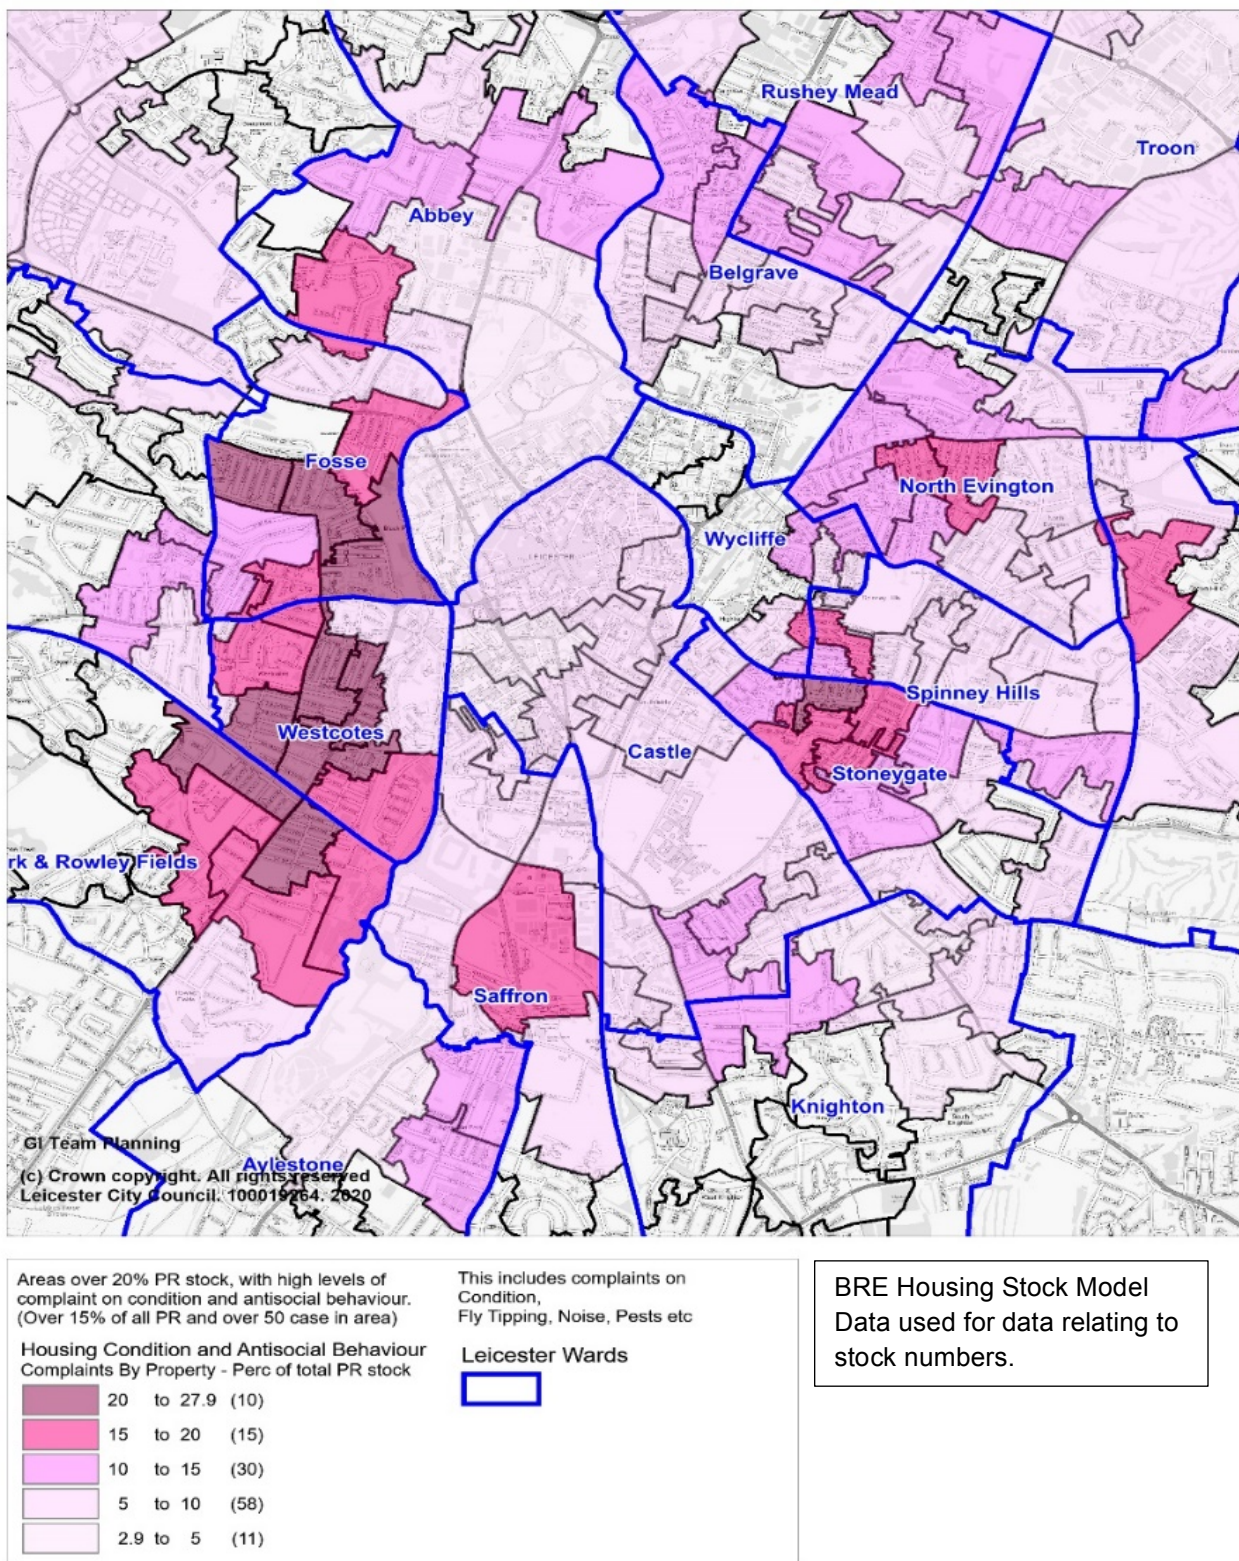 Rushey Mead
Troon
Abbey
Belgrave
Fosse
North Evington
LEICESTER
Wycliffe
Spinney Hills
Westcotes
Castle
Stoneygate
rk & Rowley Fields
Saffron
Knighton
GI Team Planning
Aylestone
(c) Crown copyright. All rights reserved
Leicester City Council. 100019264. 2020
Areas over 20% PR stock, with high levels of
complaint on condition and antisocial behaviour.
(Over 15% of all PR and over 50 case in area)
Housing Condition and Antisocial Behaviour
Complaints By Property - Perc of total PR stock
20 to 27.9 (10)
15 to 20 (15)
10 to 15 (30)
5 to 10 (58)
2.9 to 5 (11)
This includes complaints on
Condition,
Fly Tipping, Noise, Pests etc
Leicester Wards
BRE Housing Stock Model
Data used for data relating to
stock numbers.